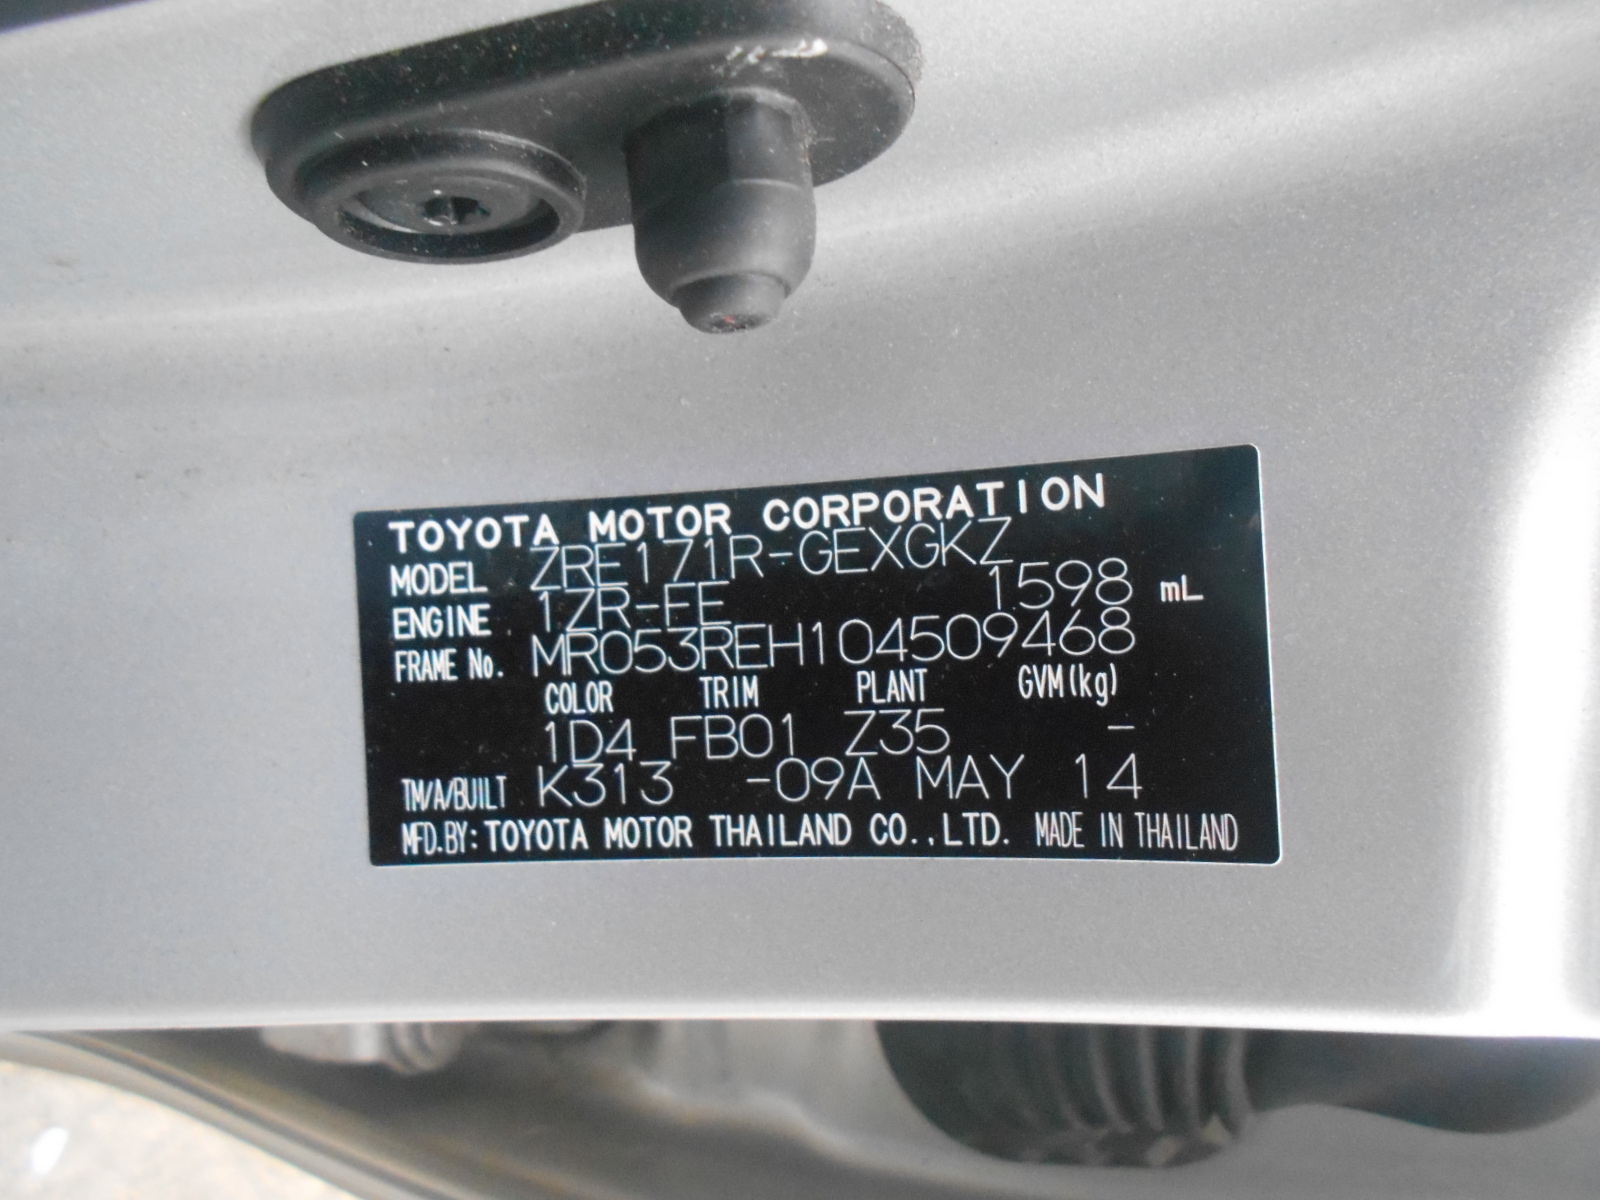 TOYOTA MOTOR CORPORATION
MODEL ZRE171R-GEXGKZ
ENGINE 1ZR-FE 1598 mL
FRAME No. MR053REH104509468
COLOR TRIM PLANT GVM(kg)
1D4 FB01 Z35 -
TM/A/BUILT K313 -09A MAY 14
MFD.BY: TOYOTA MOTOR THAILAND CO.,LTD. MADE IN THAILAND